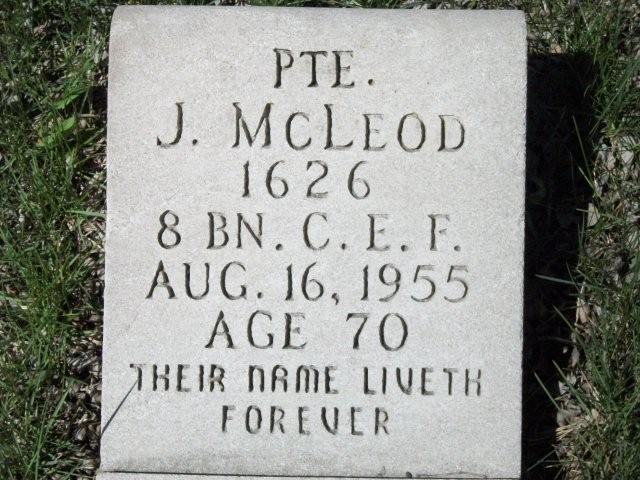 PTE.
J. McLEOD
1626
8 BN. C. E. F.
AUG. 16, 1955
AGE 70
THEIR NAME LIVETH
FOREVER